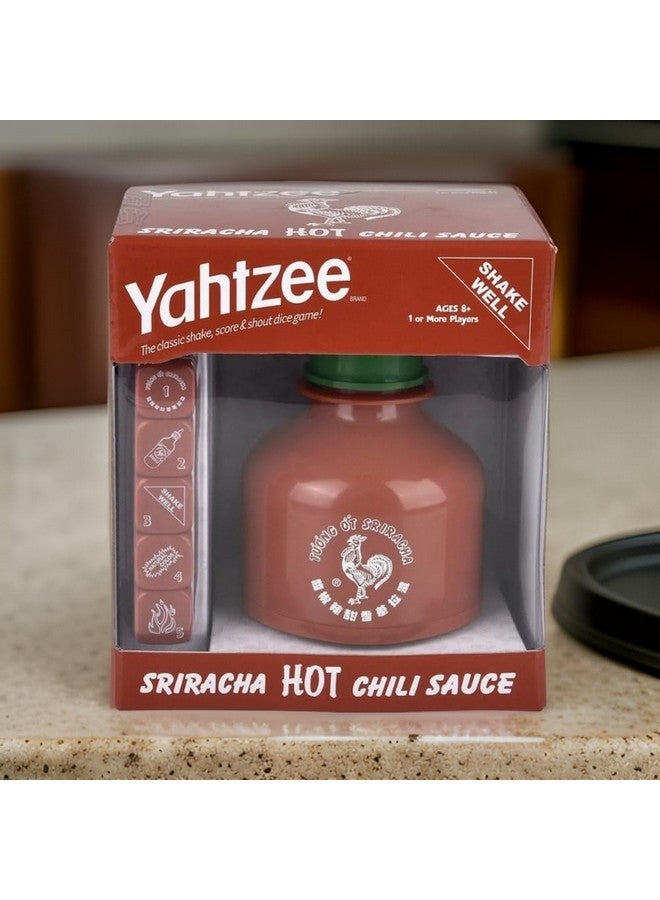 Yahtzee
SRIRACHA HOT CHILI SAUCE
Yahtzee®
BRAND
The classic shake, score & shout dice game!
AGES 8+
1 or More Players
SHAKE
WELL
1
2
SHAKE
WELL
3
4
5
TƯƠNG ỚT SRIRACHA
®
SRIRACHA HOT CHILI SAUCE